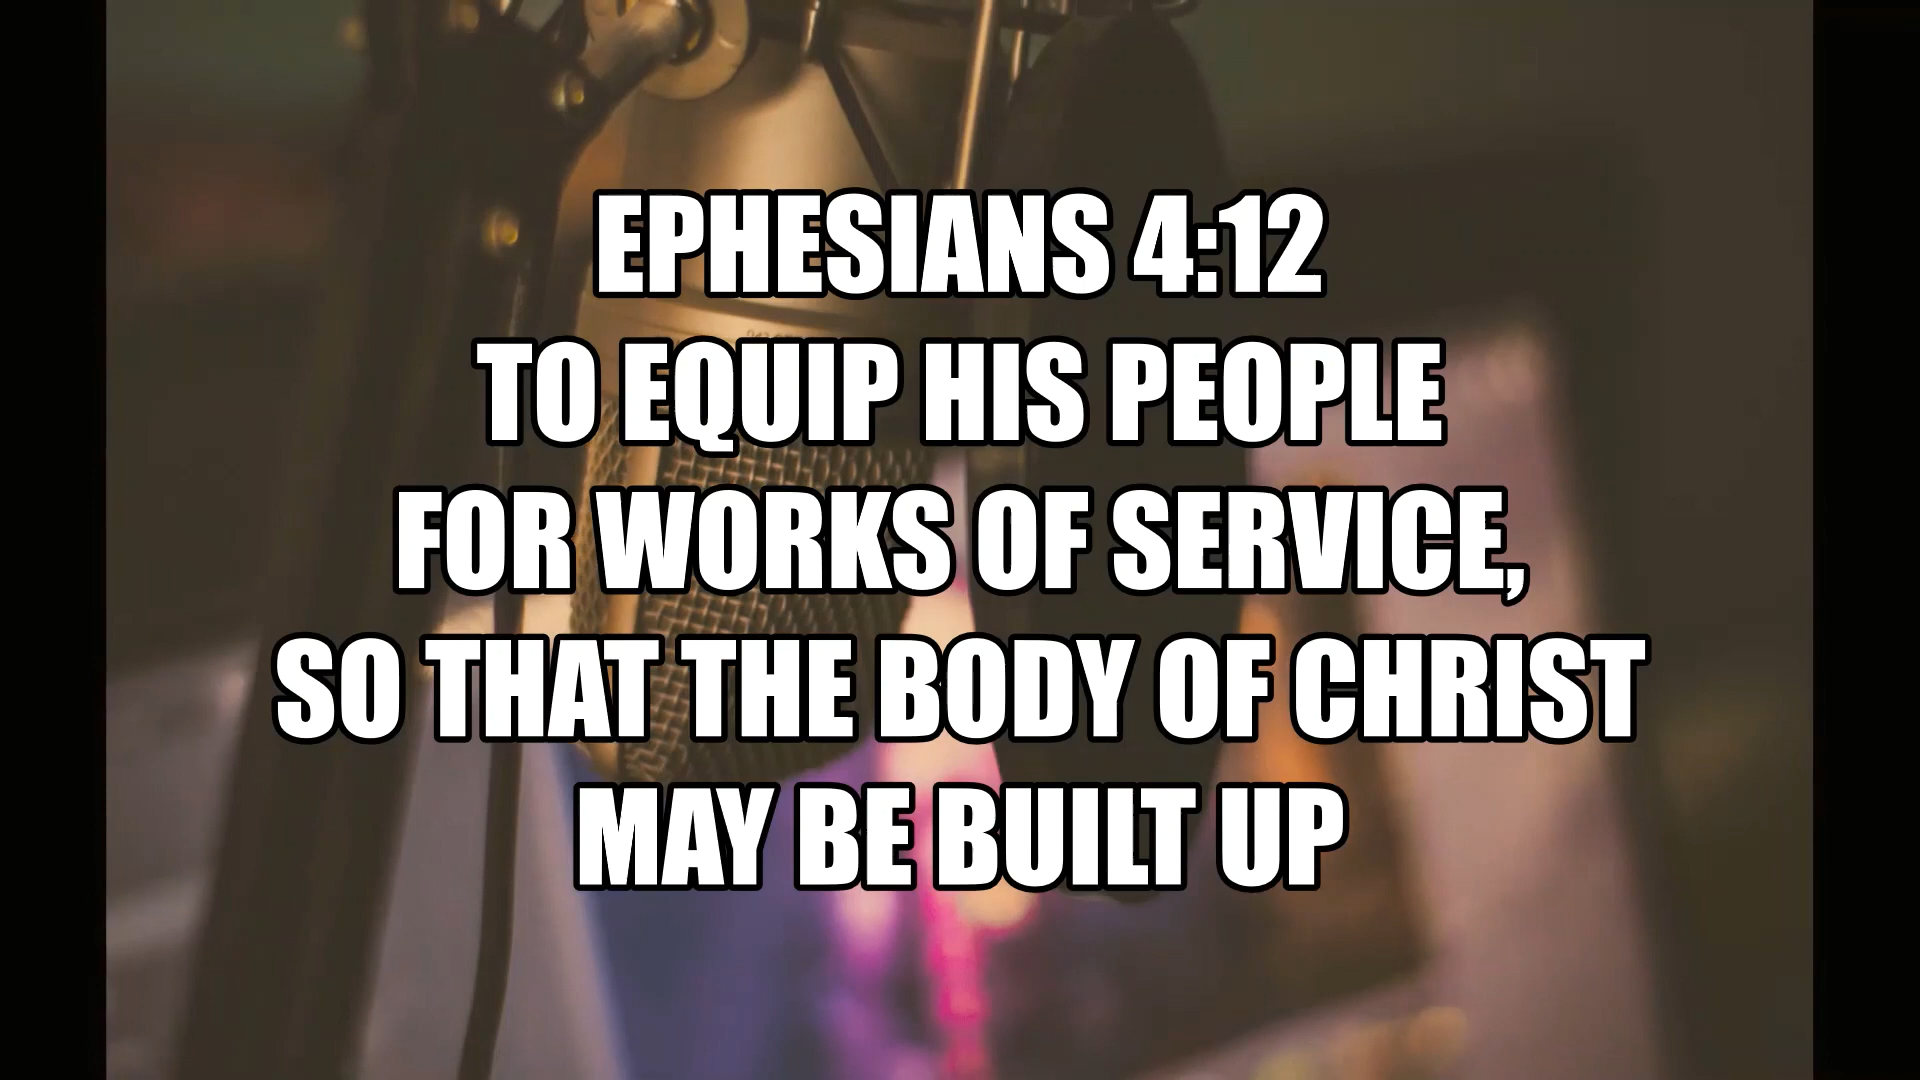 EPHESIANS 4:12
TO EQUIP HIS PEOPLE
FOR WORKS OF SERVICE,
SO THAT THE BODY OF CHRIST
MAY BE BUILT UP